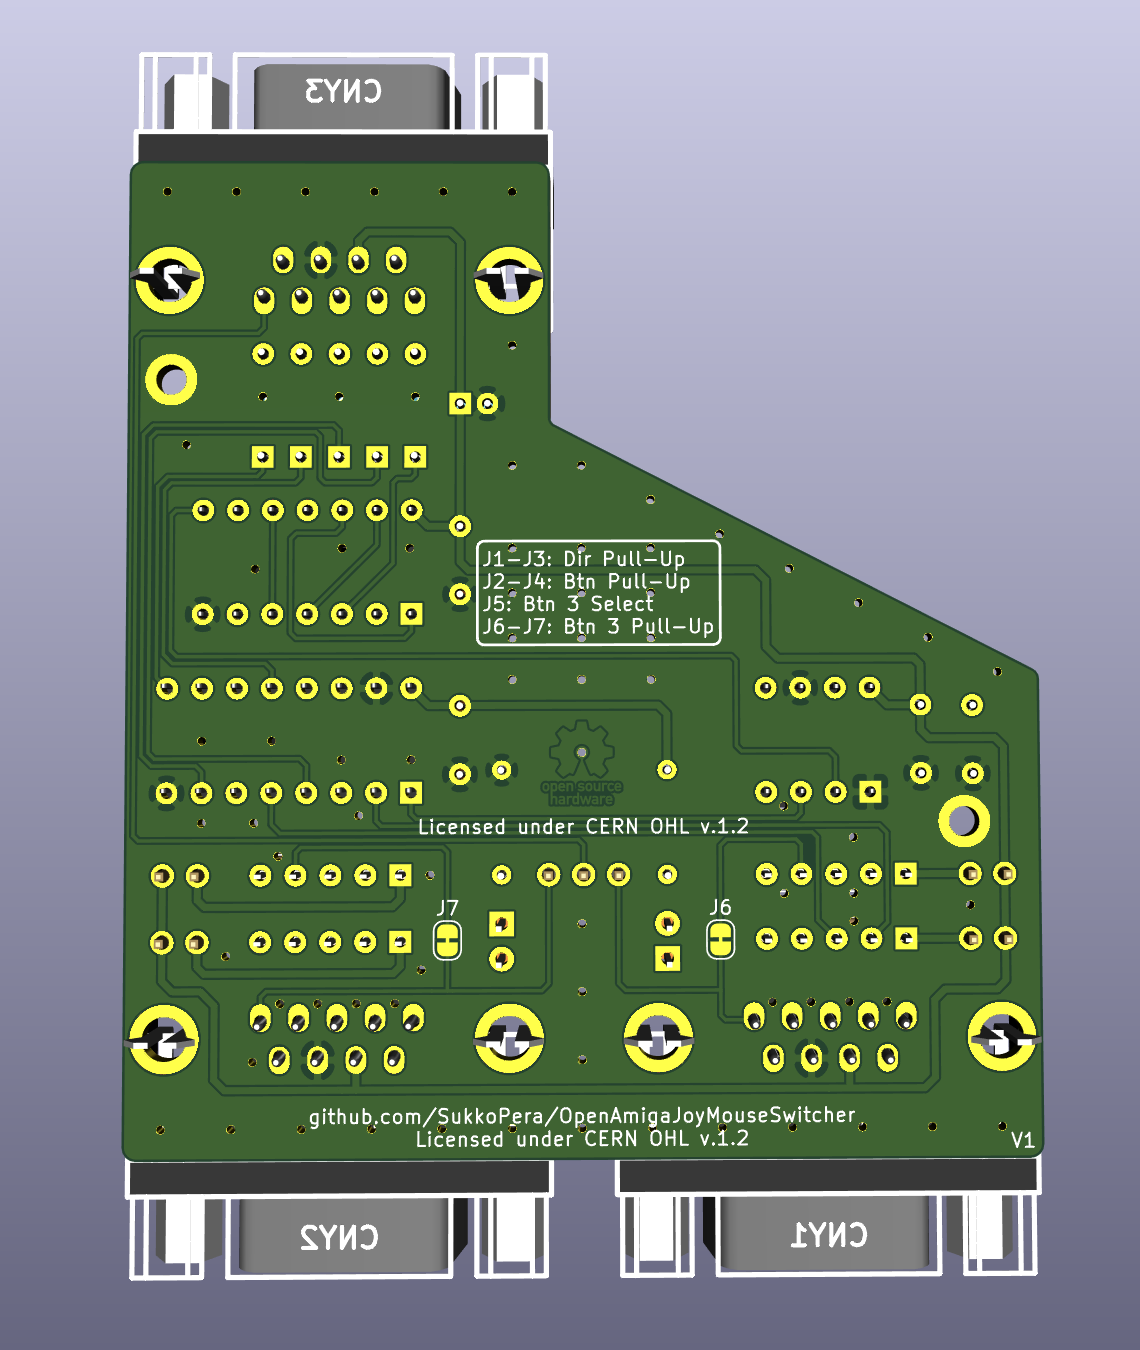 CNY3
J1-J3: Dir Pull-Up
J2-J4: Btn Pull-Up
J5: Btn 3 Select
J6-J7: Btn 3 Pull-Up
open source
hardware
Licensed under CERN OHL v.1.2
J7
J6
github.com/SukkoPera/OpenAmigaJoyMouseSwitcher
Licensed under CERN OHL v.1.2
V1
CNY2
CNY1